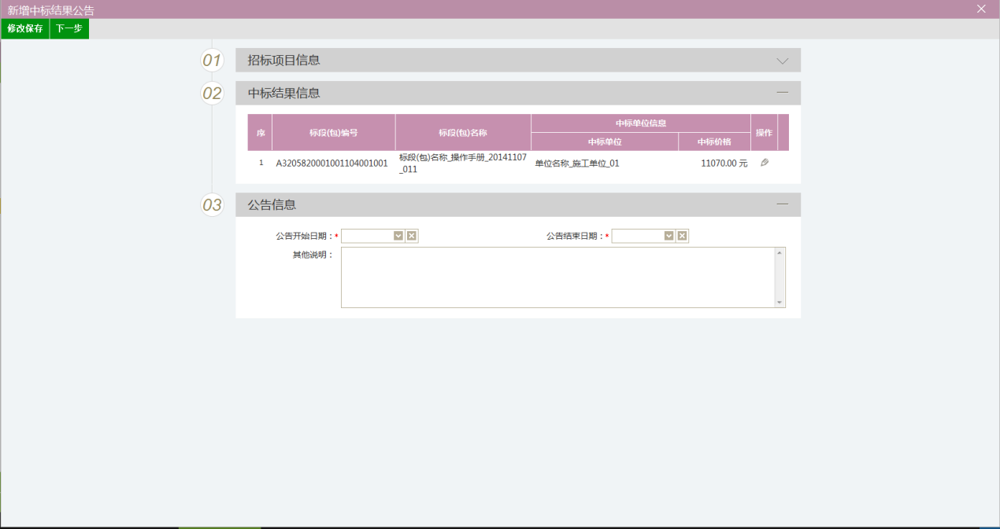 新增中标结果公告
修改保存 下一步
01 招标项目信息
02 中标结果信息
序 标段(包)编号 标段(包)名称 中标单位信息 操作
中标单位 中标价格
1 A3205820001001104001001 标段(包)名称_操作手册_20141107_011 单位名称_施工单位_01 11070.00 元
03 公告信息
公告开始日期：* 公告结束日期：*
其他说明：